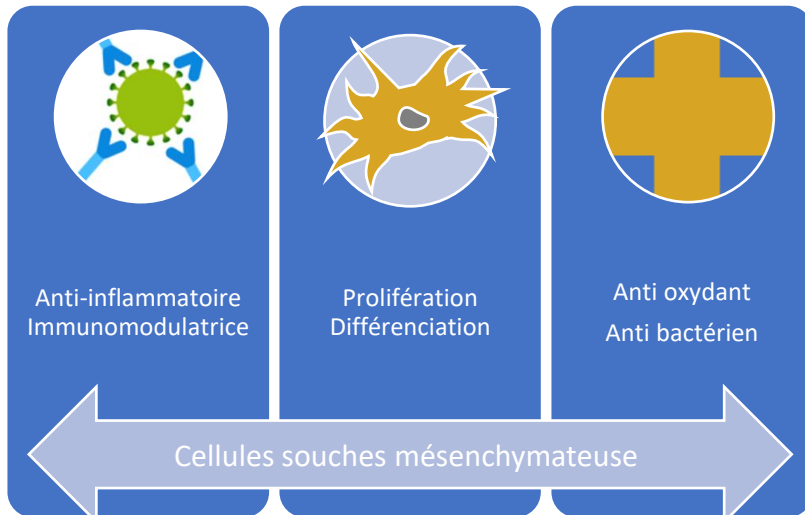 Anti-inflammatoire
Immunomodulatrice
Prolifération
Différenciation
Anti oxydant
Anti bactérien
Cellules souches mésenchymateuse